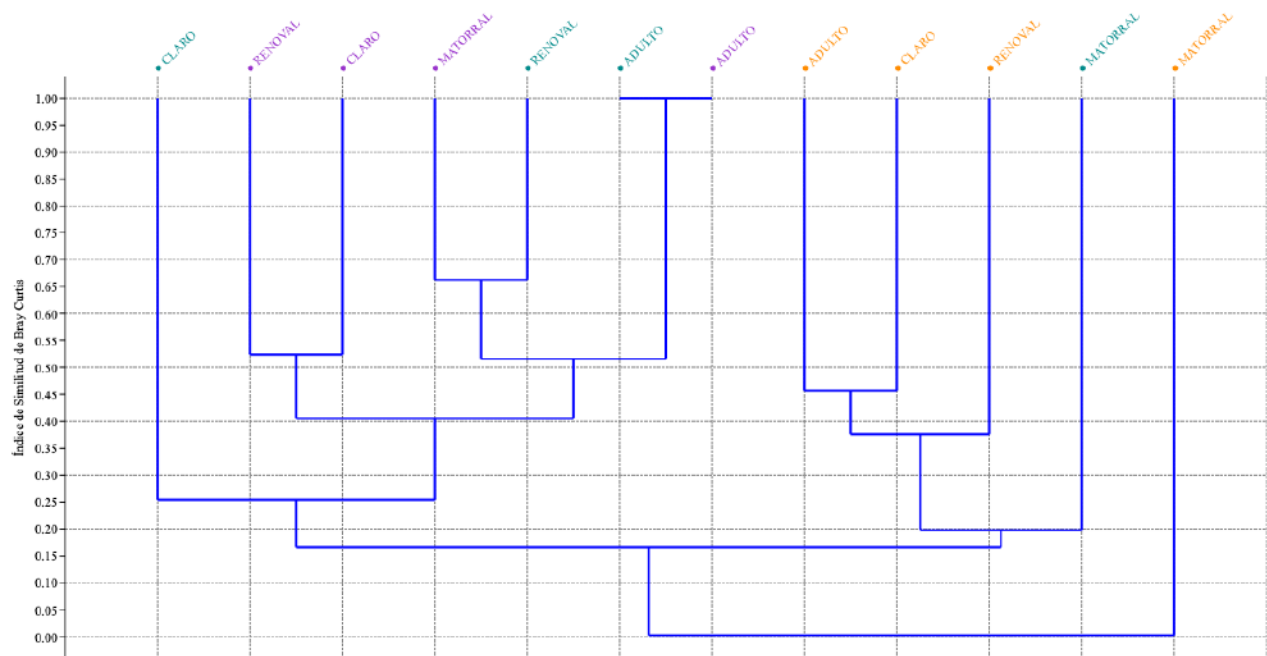 CLARO
RENOVAL
CLARO
MATORRAL
RENOVAL
ADULTO
ADULTO
ADULTO
CLARO
RENOVAL
MATORRAL
MATORRAL
Índice de Similitud de Bray Curtis
1.00
0.95
0.90
0.85
0.80
0.75
0.70
0.65
0.60
0.55
0.50
0.45
0.40
0.35
0.30
0.25
0.20
0.15
0.10
0.05
0.00